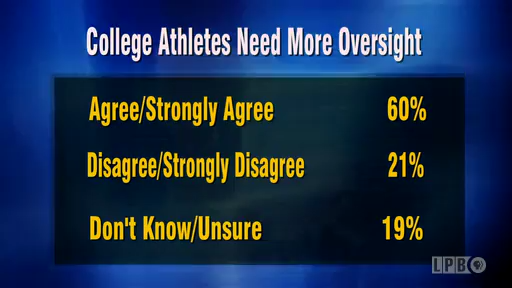 College Athletes Need More Oversight
Agree/Strongly Agree 60%
Disagree/Strongly Disagree 21%
Don't Know/Unsure 19%
LPB